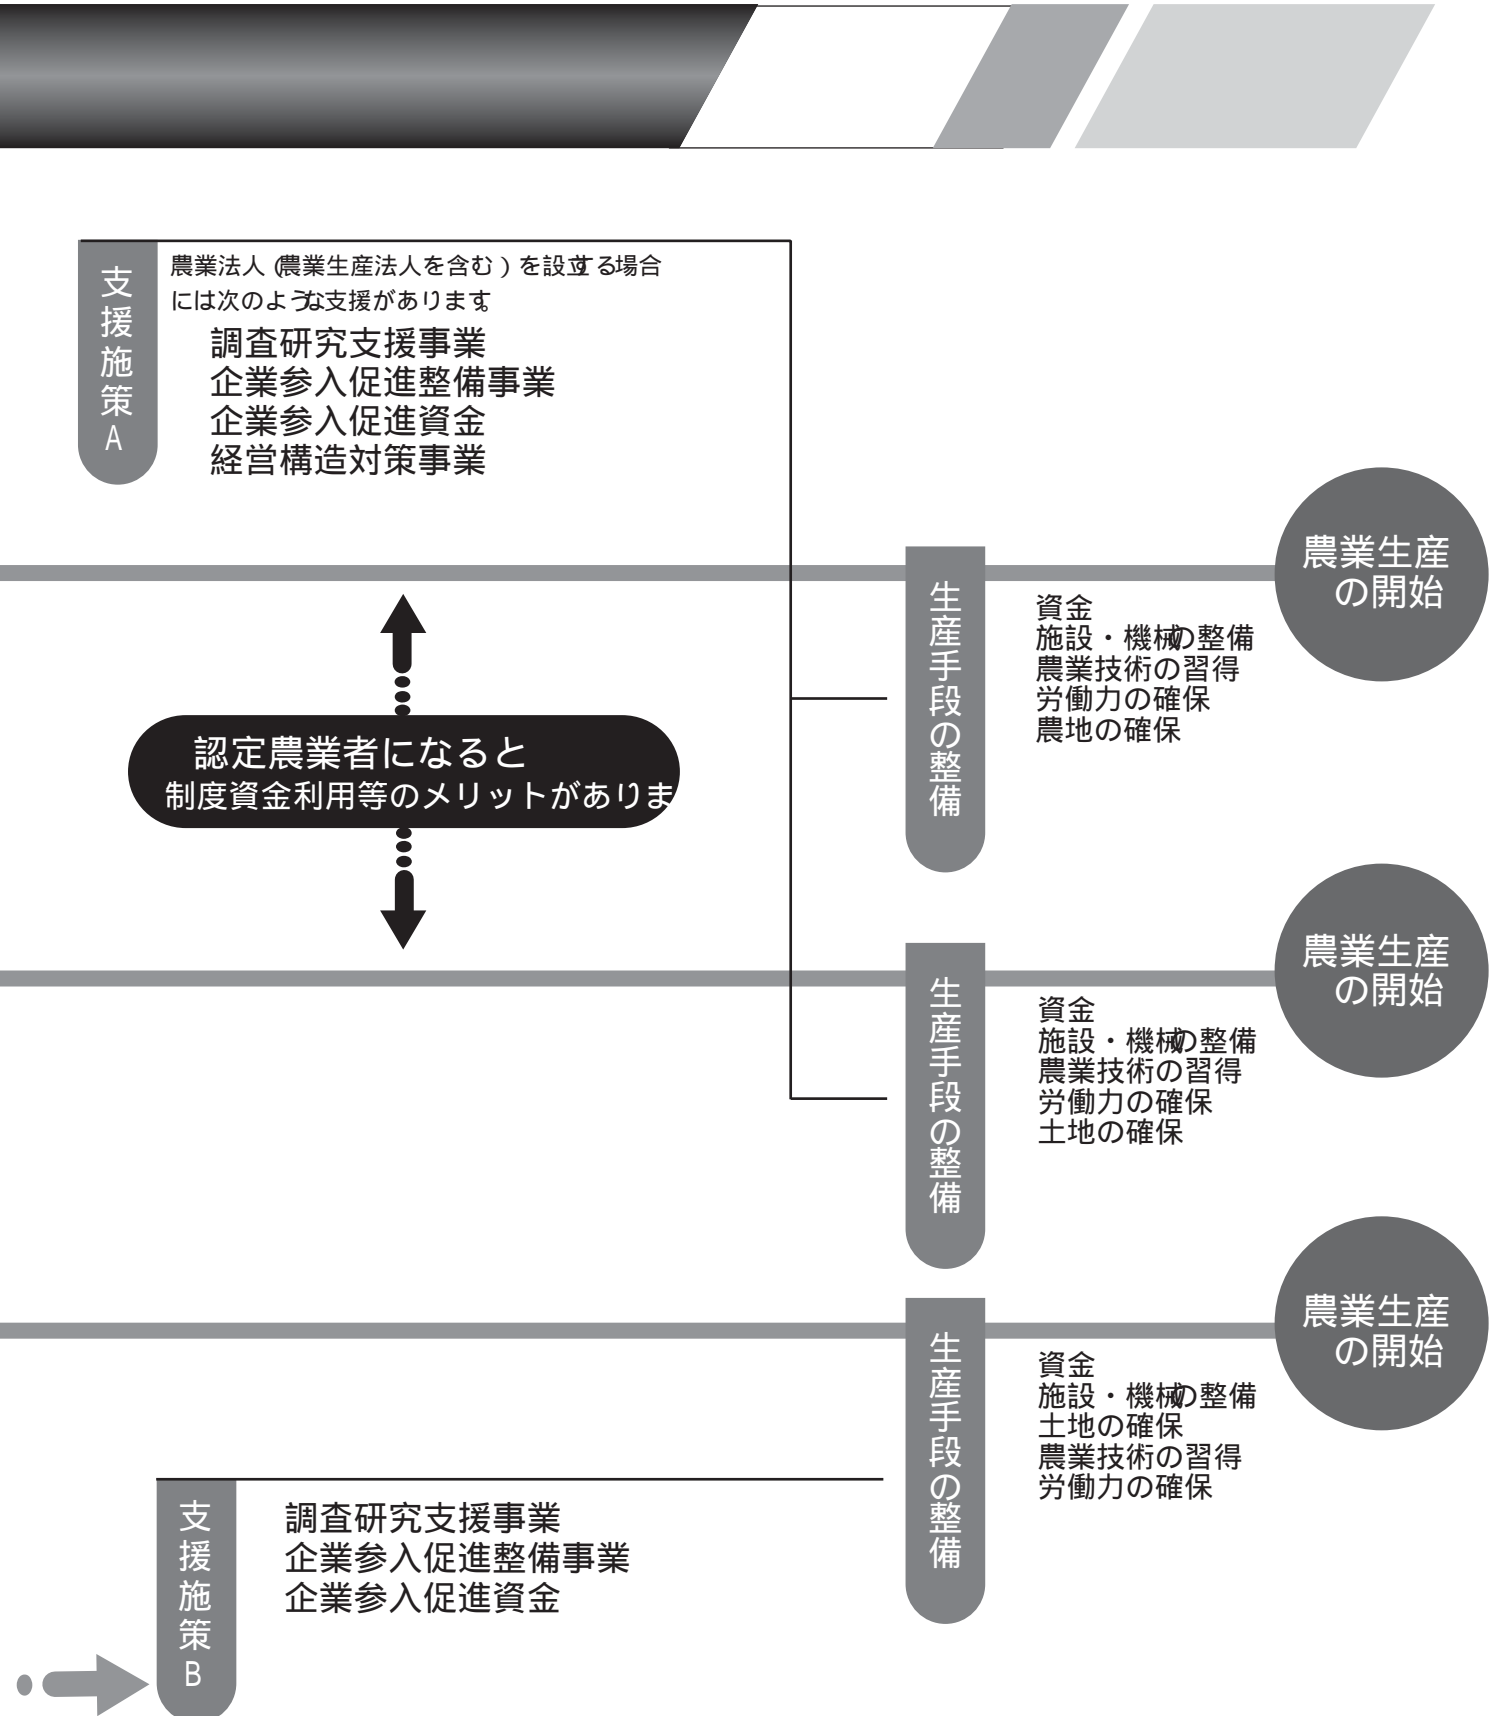 支援施策A
農業法人（農業生産法人を含む）を設立する場合
には次のような支援があります。
調査研究支援事業
企業参入促進整備事業
企業参入促進資金
経営構造対策事業
生産手段の整備
資金
施設・機械の整備
農業技術の習得
労働力の確保
農地の確保
農業生産
の開始
認定農業者になると
制度資金利用等のメリットがありま
生産手段の整備
資金
施設・機械の整備
農業技術の習得
労働力の確保
土地の確保
農業生産
の開始
生産手段の整備
資金
施設・機械の整備
土地の確保
農業技術の習得
労働力の確保
農業生産
の開始
支援施策B
調査研究支援事業
企業参入促進整備事業
企業参入促進資金